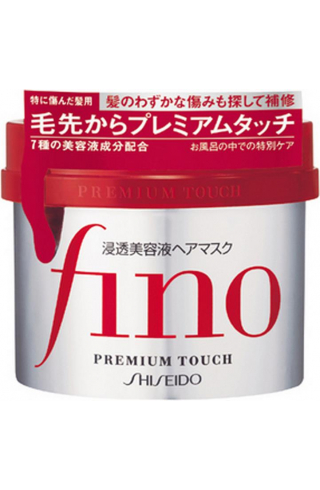 特に傷んだ髪用
髪のわずかな傷みも探して補修
毛先からプレミアムタッチ
7種の美容液成分配合
お風呂の中での特別ケア
PREMIUM TOUCH
浸透美容液ヘアマスク
fino
PREMIUM TOUCH
SHISEIDO